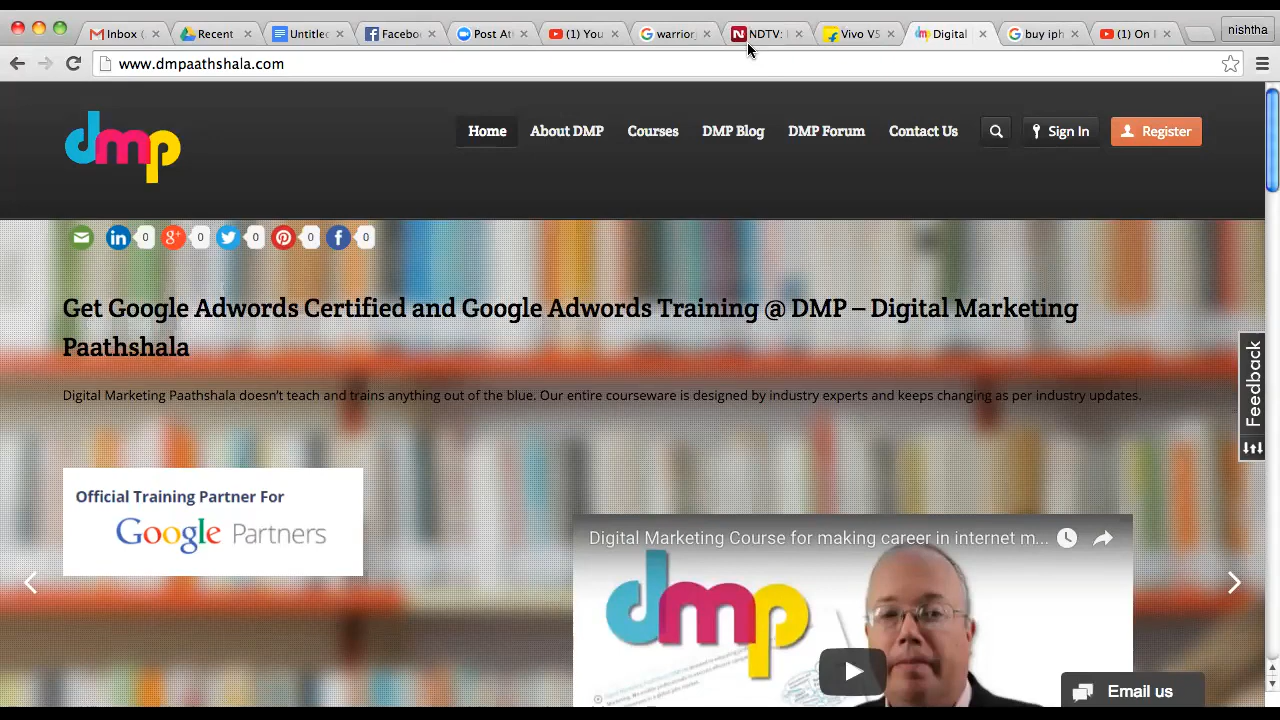 Inbox (
Recent
Untitled
Facebo
Post At
(1) You
warrior
NDTV:
Vivo V5
Digital
buy iph
(1) On l
nishtha
www.dmpaathshala.com
dmp
Home
About DMP
Courses
DMP Blog
DMP Forum
Contact Us
Sign In
Register
0
0
0
0
0
Get Google Adwords Certified and Google Adwords Training @ DMP – Digital Marketing
Paathshala
Digital Marketing Paathshala doesn't teach and trains anything out of the blue. Our entire courseware is designed by industry experts and keeps changing as per industry updates.
Feedback
Official Training Partner For
Google Partners
Digital Marketing Course for making career in internet m...
dmp
Email us